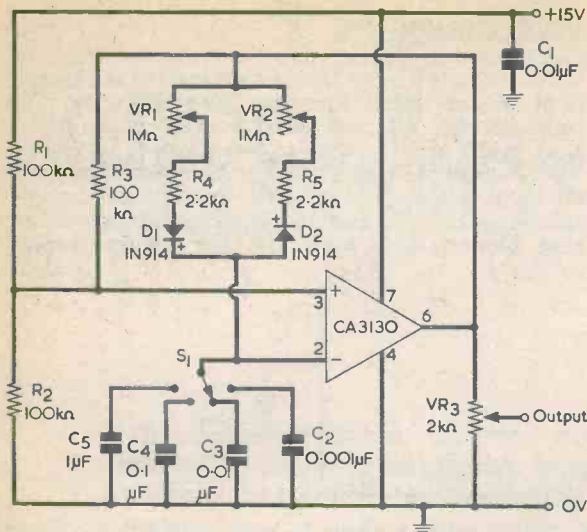 +15V
C1
0·01µF
R1
100kΩ
R3
100
kΩ
VR1
1MΩ
VR2
1MΩ
R4
2·2kΩ
R5
2·2kΩ
D1
IN914
+
+
D2
IN914
3
+
7
CA3130
6
2
−
4
S1
R2
100kΩ
C5
1µF
C4
0·1
µF
C3
0·01
µF
C2
0·001µF
VR3
2kΩ
Output
0V